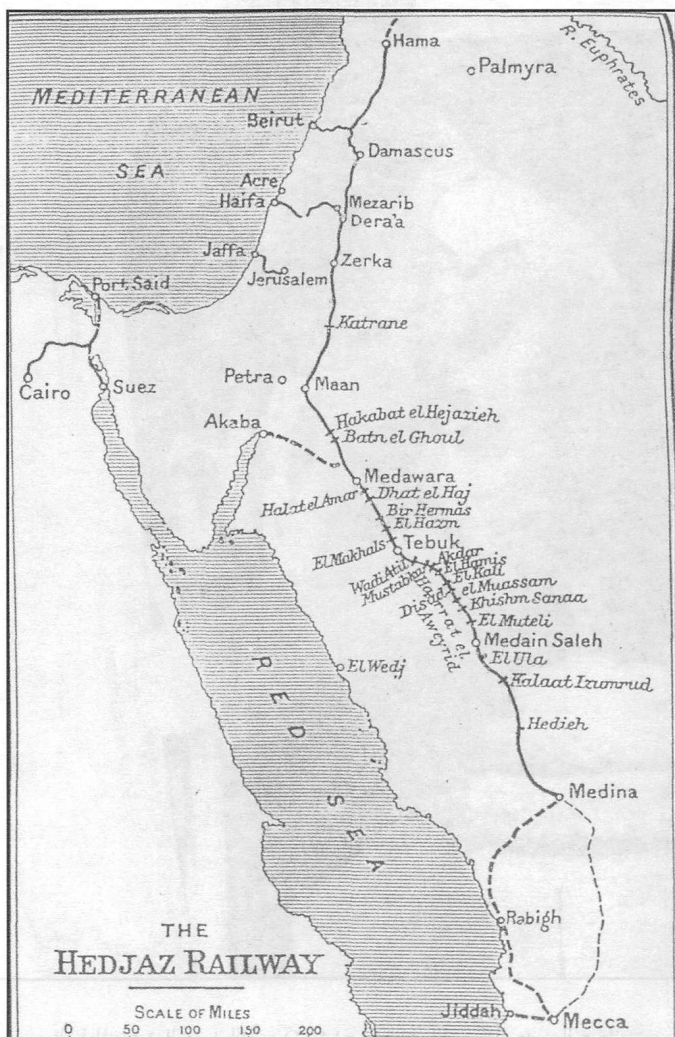 Hama
Palmyra
R. Euphrates
MEDITERRANEAN
SEA
Beirut
Damascus
Acre
Haifa
Mezarib
Dera'a
Jaffa
Jerusalem
Zerka
Port Said
Katrane
Cairo
Suez
Petra
Maan
Akaba
Hakabat el Hejazieh
Batn el Ghoul
Medawara
Halat el Amar
Dhat el Haj
Bir Hermas
El Hazm
El Makhals
Tebuk
Wadi Atil
Akdar
Mustabka
El Hamis
El Kali
Disad
el Muassam
Harrat el
Aweyrid
Khishm Sanaa
El Muteli
Medain Saleh
El Ula
El Wedj
Kalaat Izumrud
Hedieh
RED SEA
Medina
Rabigh
THE
HEDJAZ RAILWAY
SCALE OF MILES
0 50 100 150 200
Jiddah
Mecca